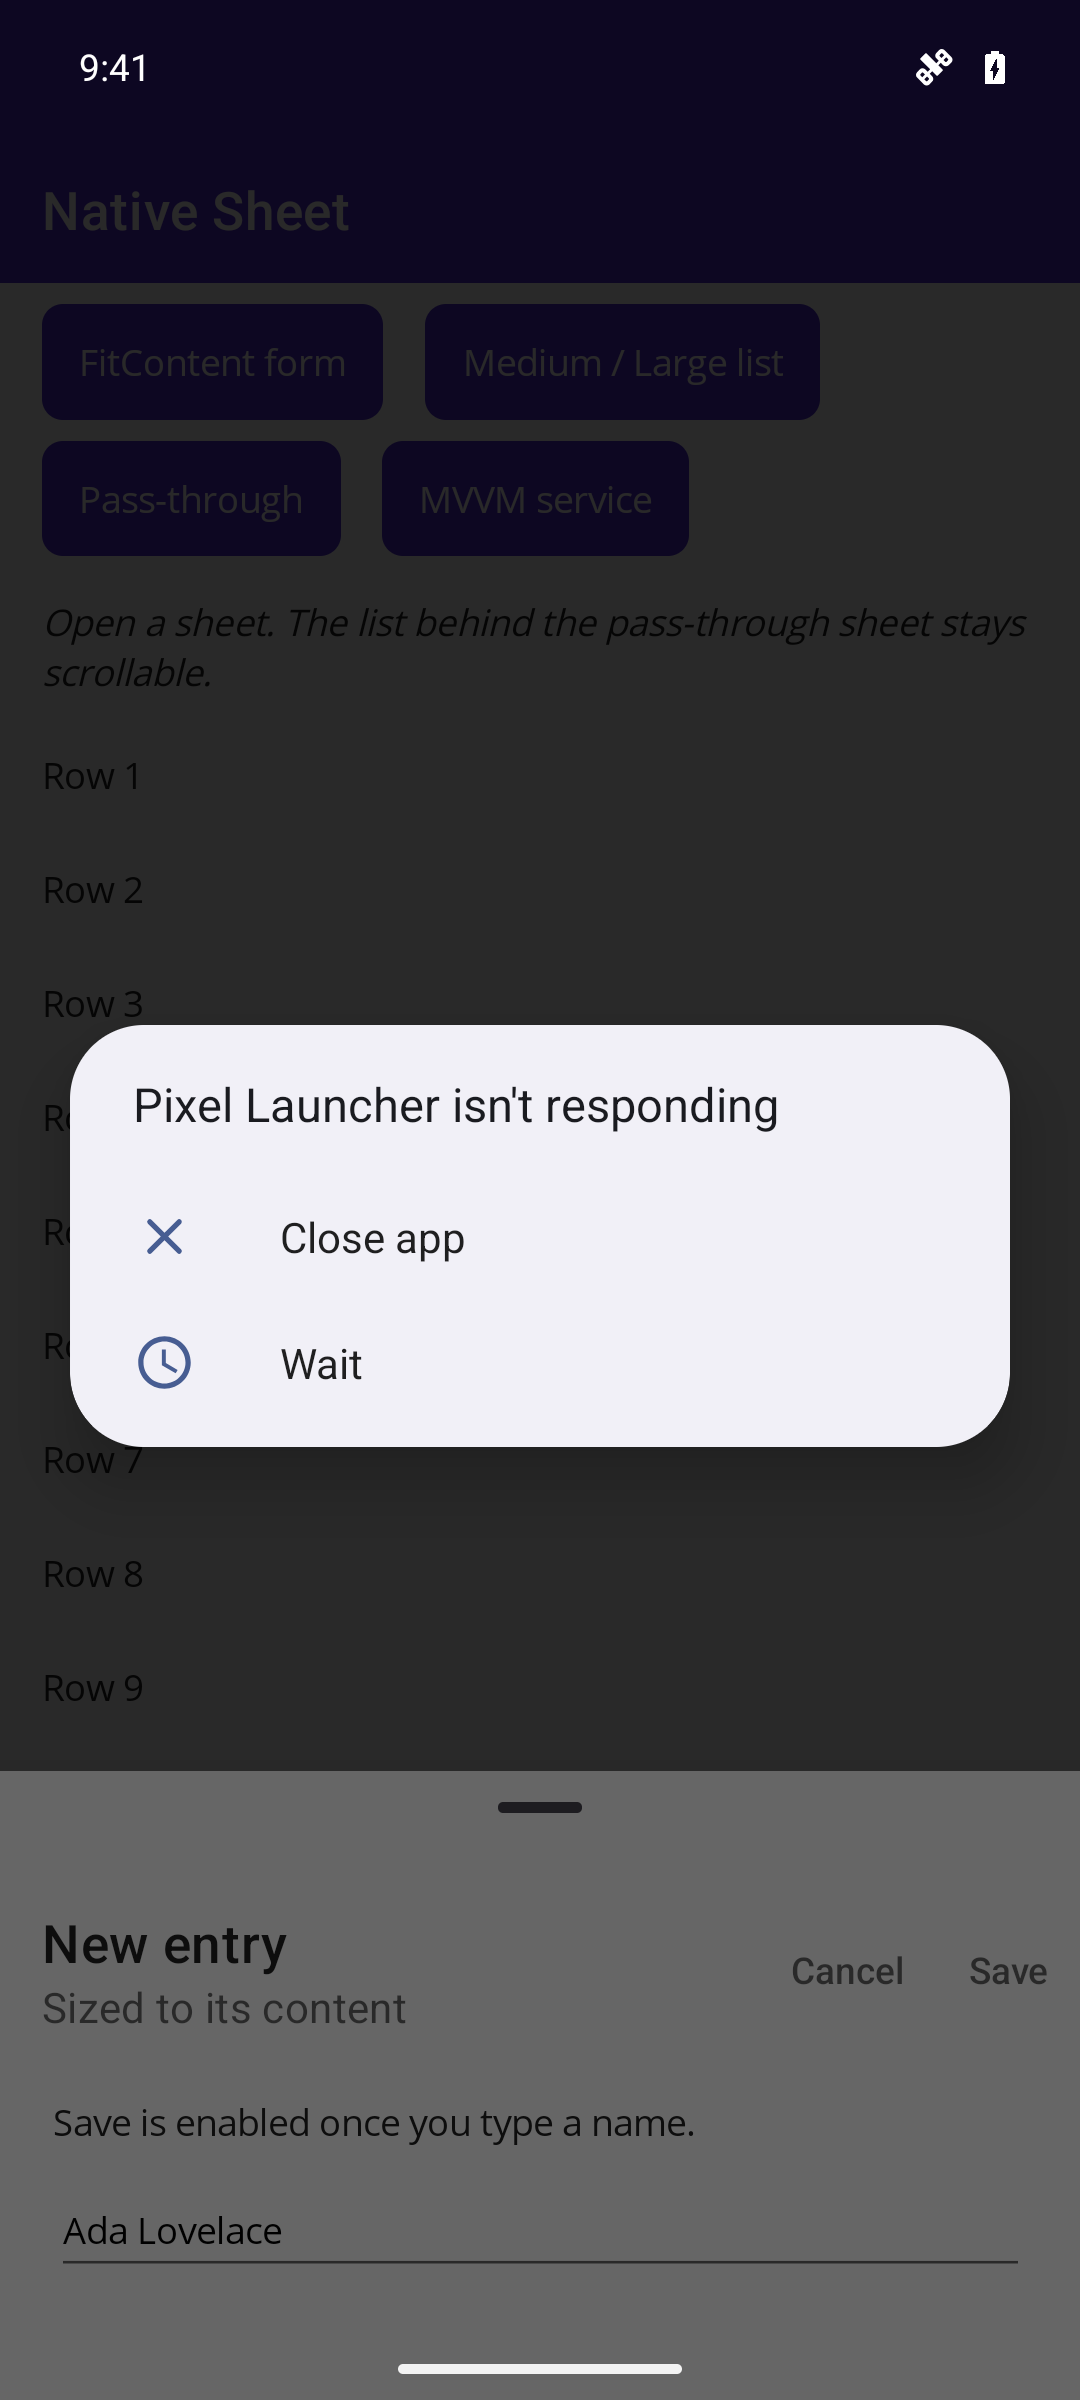 9:41
Native Sheet
FitContent form
Medium / Large list
Pass-through
MVVM service
Open a sheet. The list behind the pass-through sheet stays
scrollable.
Row 1
Row 2
Row 3
Pixel Launcher isn't responding
Close app
Wait
Row 7
Row 8
Row 9
New entry
Sized to its content
Cancel
Save
Save is enabled once you type a name.
Ada Lovelace